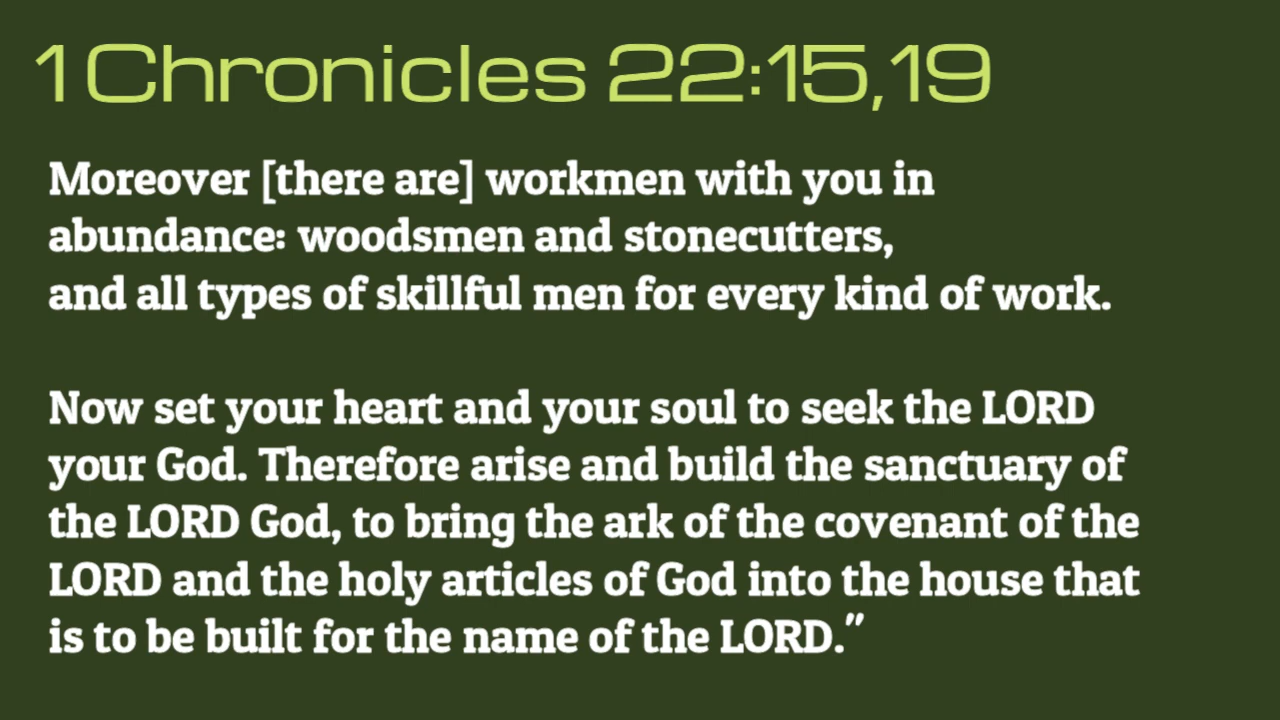 1 Chronicles 22:15,19
Moreover [there are] workmen with you in
abundance: woodsmen and stonecutters,
and all types of skillful men for every kind of work.
Now set your heart and your soul to seek the LORD
your God. Therefore arise and build the sanctuary of
the LORD God, to bring the ark of the covenant of the
LORD and the holy articles of God into the house that
is to be built for the name of the LORD."